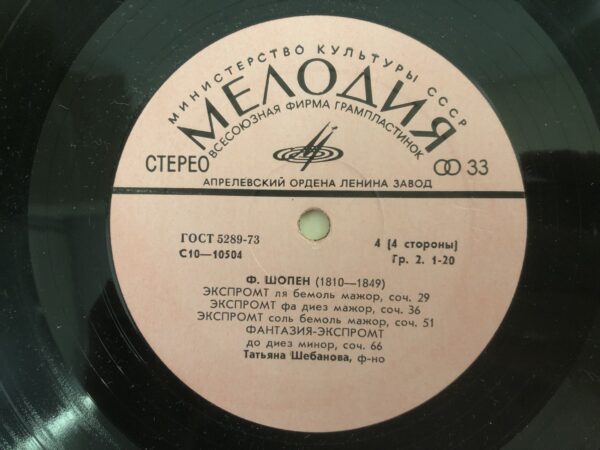 МИНИСТЕРСТВО КУЛЬТУРЫ СССР
МЕЛОДИЯ
ВСЕСОЮЗНАЯ ФИРМА ГРАМПЛАСТИНОК
СТЕРЕО
33
АПРЕЛЕВСКИЙ ОРДЕНА ЛЕНИНА ЗАВОД
ГОСТ 5289-73
С10—10504
4 [4 стороны]
Гр. 2. 1-20
Ф. ШОПЕН (1810—1849)
ЭКСПРОМТ ля бемоль мажор, соч. 29
ЭКСПРОМТ фа диез мажор, соч. 36
ЭКСПРОМТ соль бемоль мажор, соч. 51
ФАНТАЗИЯ-ЭКСПРОМТ
до диез минор, соч. 66
Татьяна Шебанова, ф-но